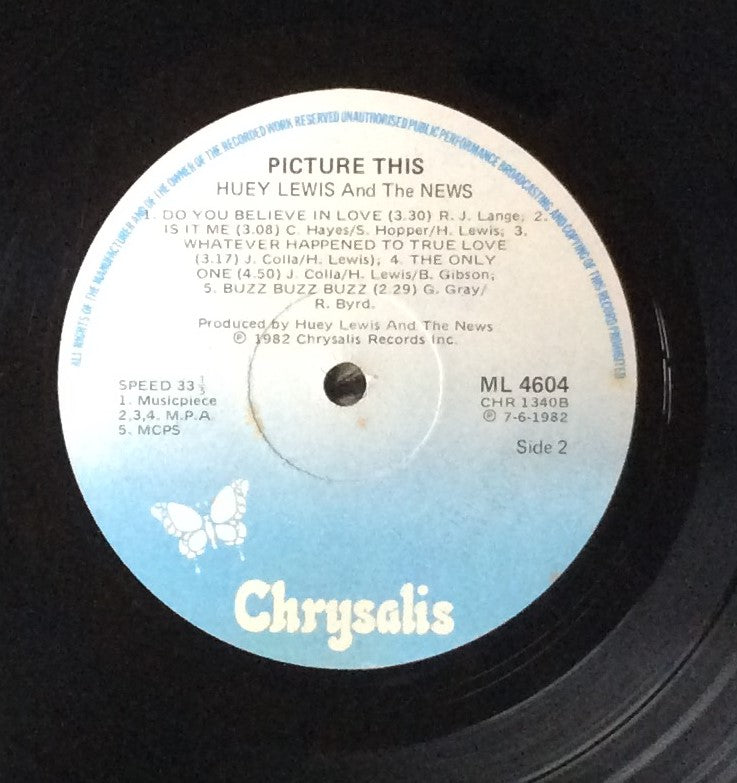 ALL RIGHTS OF THE MANUFACTURER AND OF THE OWNER OF THE RECORDED WORK RESERVED UNAUTHORISED PUBLIC PERFORMANCE BROADCASTING AND COPYING OF THIS RECORD PROHIBITED
PICTURE THIS
HUEY LEWIS And The NEWS
1. DO YOU BELIEVE IN LOVE (3.30) R. J. Lange; 2.
IS IT ME (3.08) C. Hayes/S. Hopper/H. Lewis; 3.
WHATEVER HAPPENED TO TRUE LOVE
(3.17) J. Colla/H. Lewis); 4. THE ONLY
ONE (4.50) J. Colla/H. Lewis/B. Gibson;
5. BUZZ BUZZ BUZZ (2.29) G. Gray/
R. Byrd.
Produced by Huey Lewis And The News
℗ 1982 Chrysalis Records Inc.
SPEED 33 1/3
1. Musicpiece
2,3,4. M.P.A.
5. MCPS
ML 4604
CHR 1340B
℗ 7-6-1982
Side 2
Chrysalis